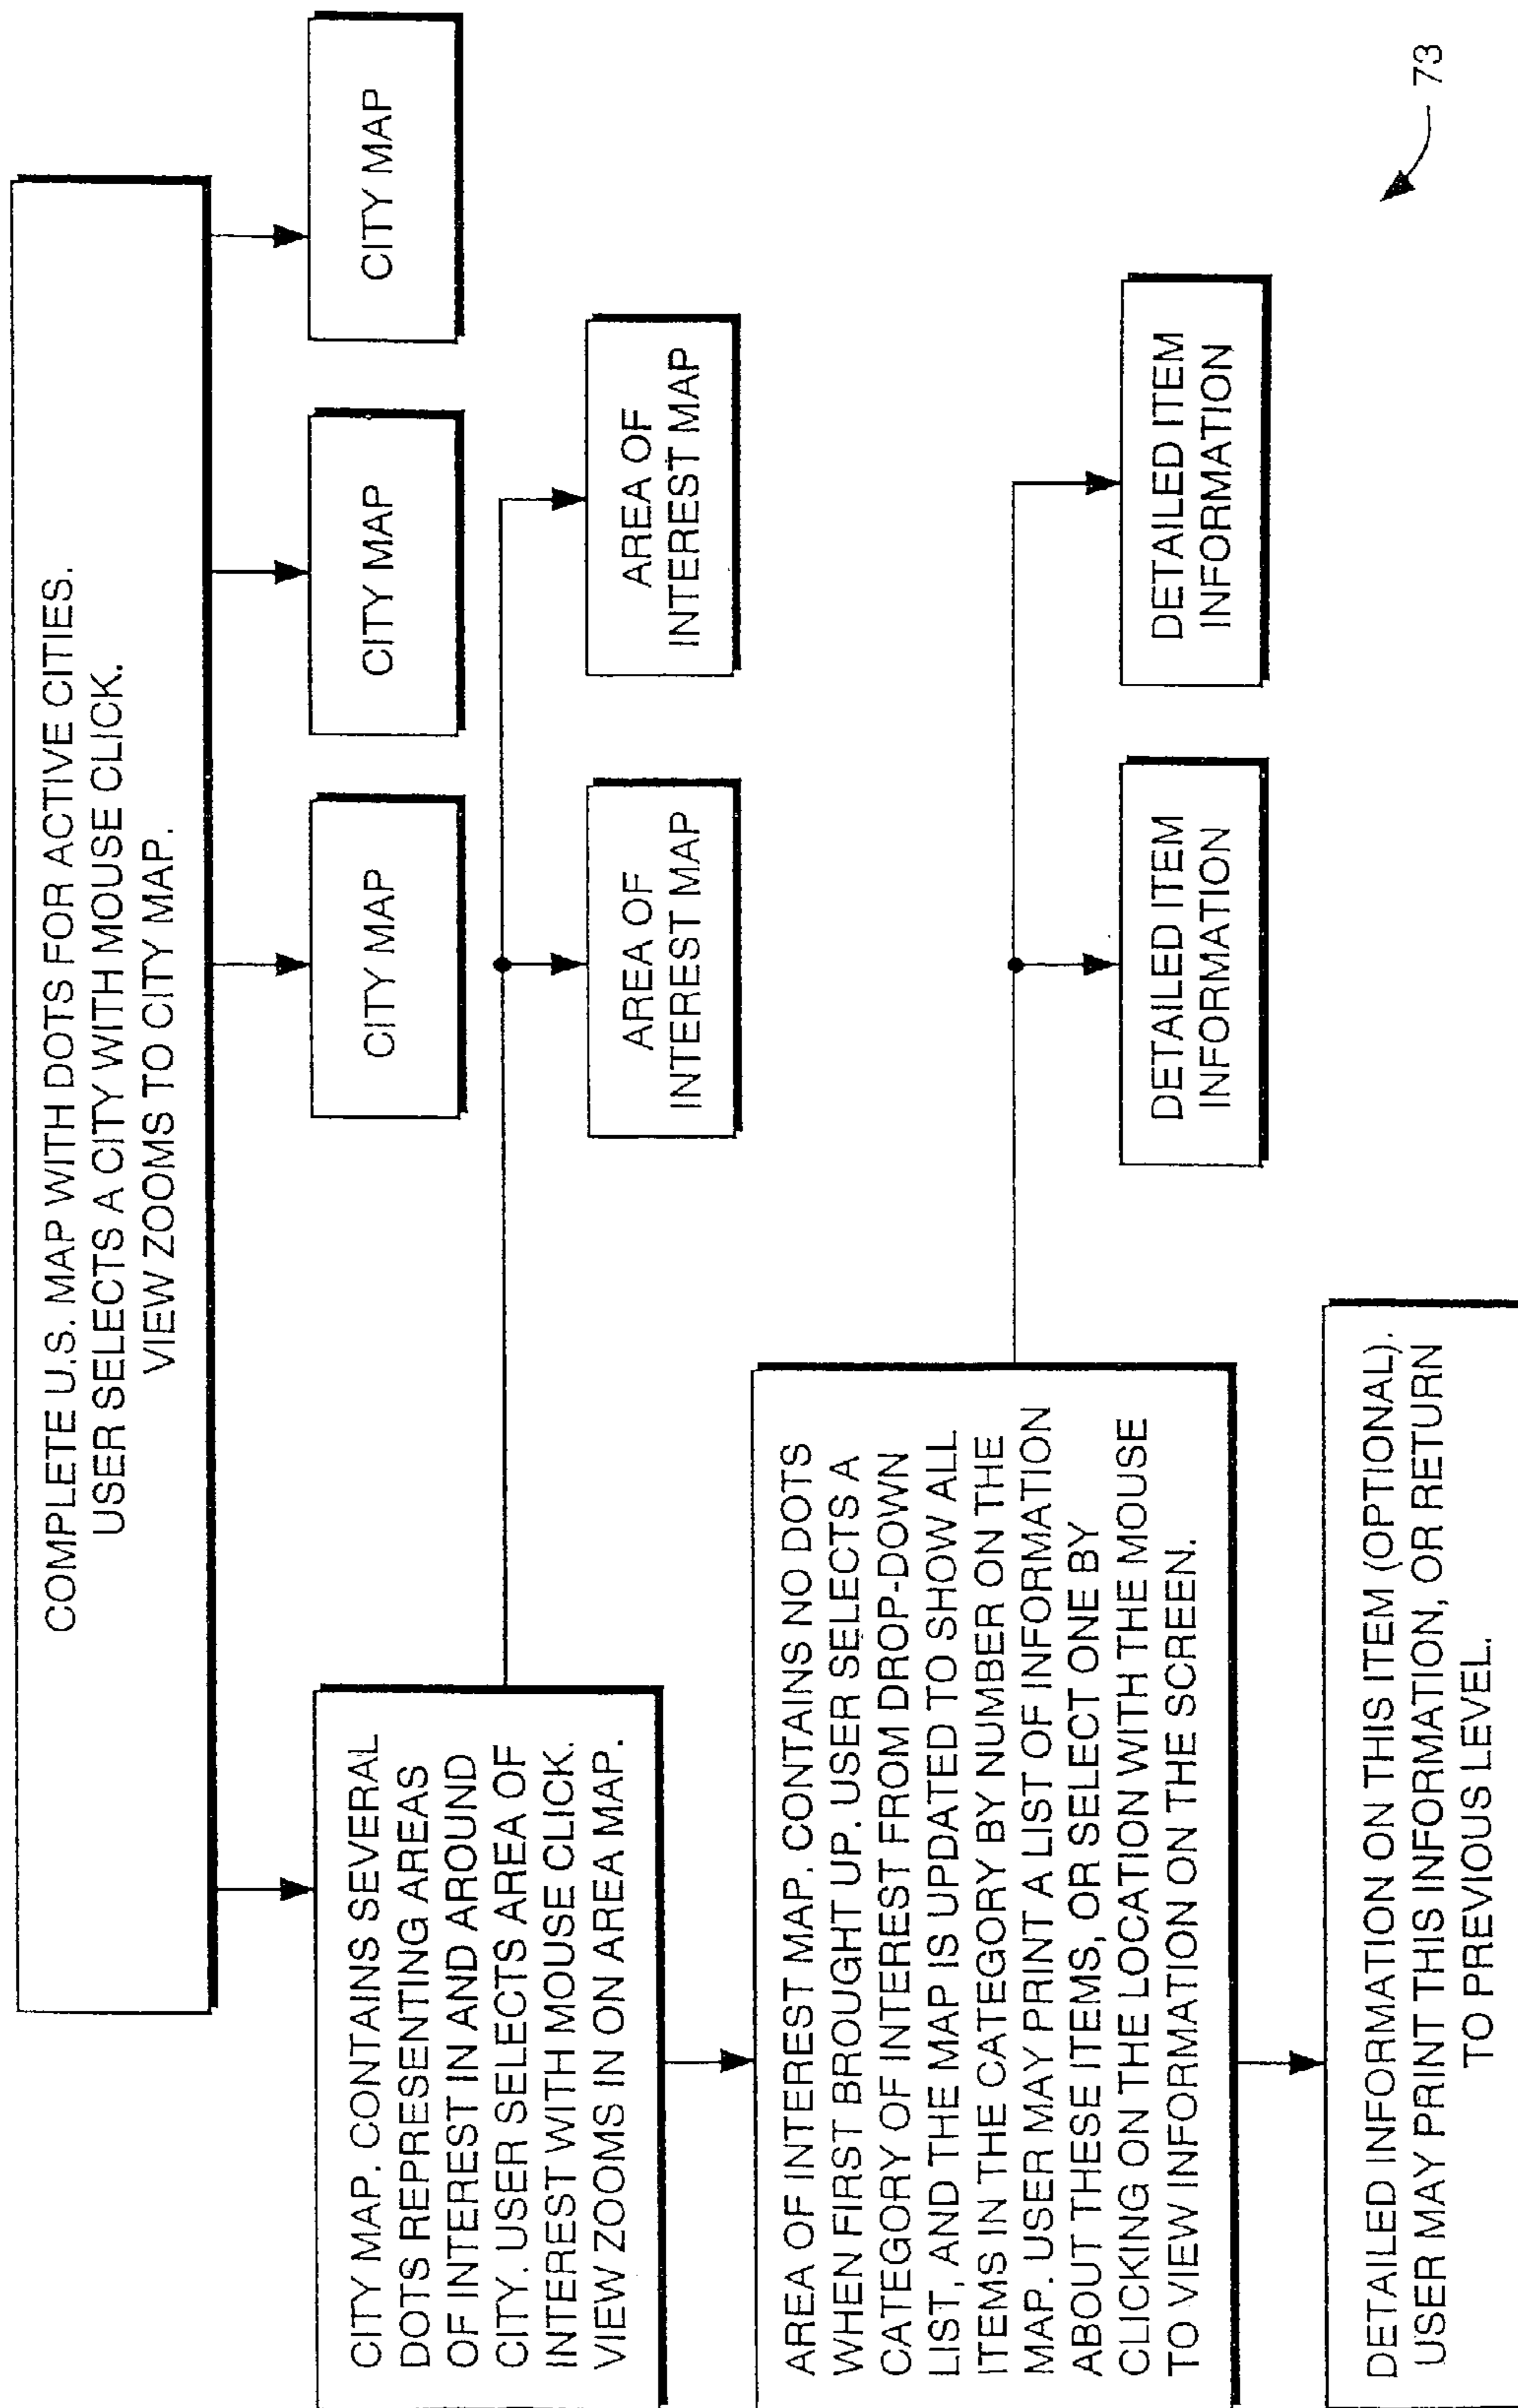 COMPLETE U.S. MAP WITH DOTS FOR ACTIVE CITIES.
USER SELECTS A CITY WITH MOUSE CLICK.
VIEW ZOOMS TO CITY MAP.
CITY MAP. CONTAINS SEVERAL
DOTS REPRESENTING AREAS
OF INTEREST IN AND AROUND
CITY. USER SELECTS AREA OF
INTEREST WITH MOUSE CLICK.
VIEW ZOOMS IN ON AREA MAP.
CITY MAP
CITY MAP
CITY MAP
AREA OF
INTEREST MAP
AREA OF
INTEREST MAP
AREA OF INTEREST MAP. CONTAINS NO DOTS
WHEN FIRST BROUGHT UP. USER SELECTS A
CATEGORY OF INTEREST FROM DROP-DOWN
LIST, AND THE MAP IS UPDATED TO SHOW ALL
ITEMS IN THE CATEGORY BY NUMBER ON THE
MAP. USER MAY PRINT A LIST OF INFORMATION
ABOUT THESE ITEMS, OR SELECT ONE BY
CLICKING ON THE LOCATION WITH THE MOUSE
TO VIEW INFORMATION ON THE SCREEN.
DETAILED ITEM
INFORMATION
DETAILED ITEM
INFORMATION
DETAILED INFORMATION ON THIS ITEM (OPTIONAL).
USER MAY PRINT THIS INFORMATION, OR RETURN
TO PREVIOUS LEVEL.
73